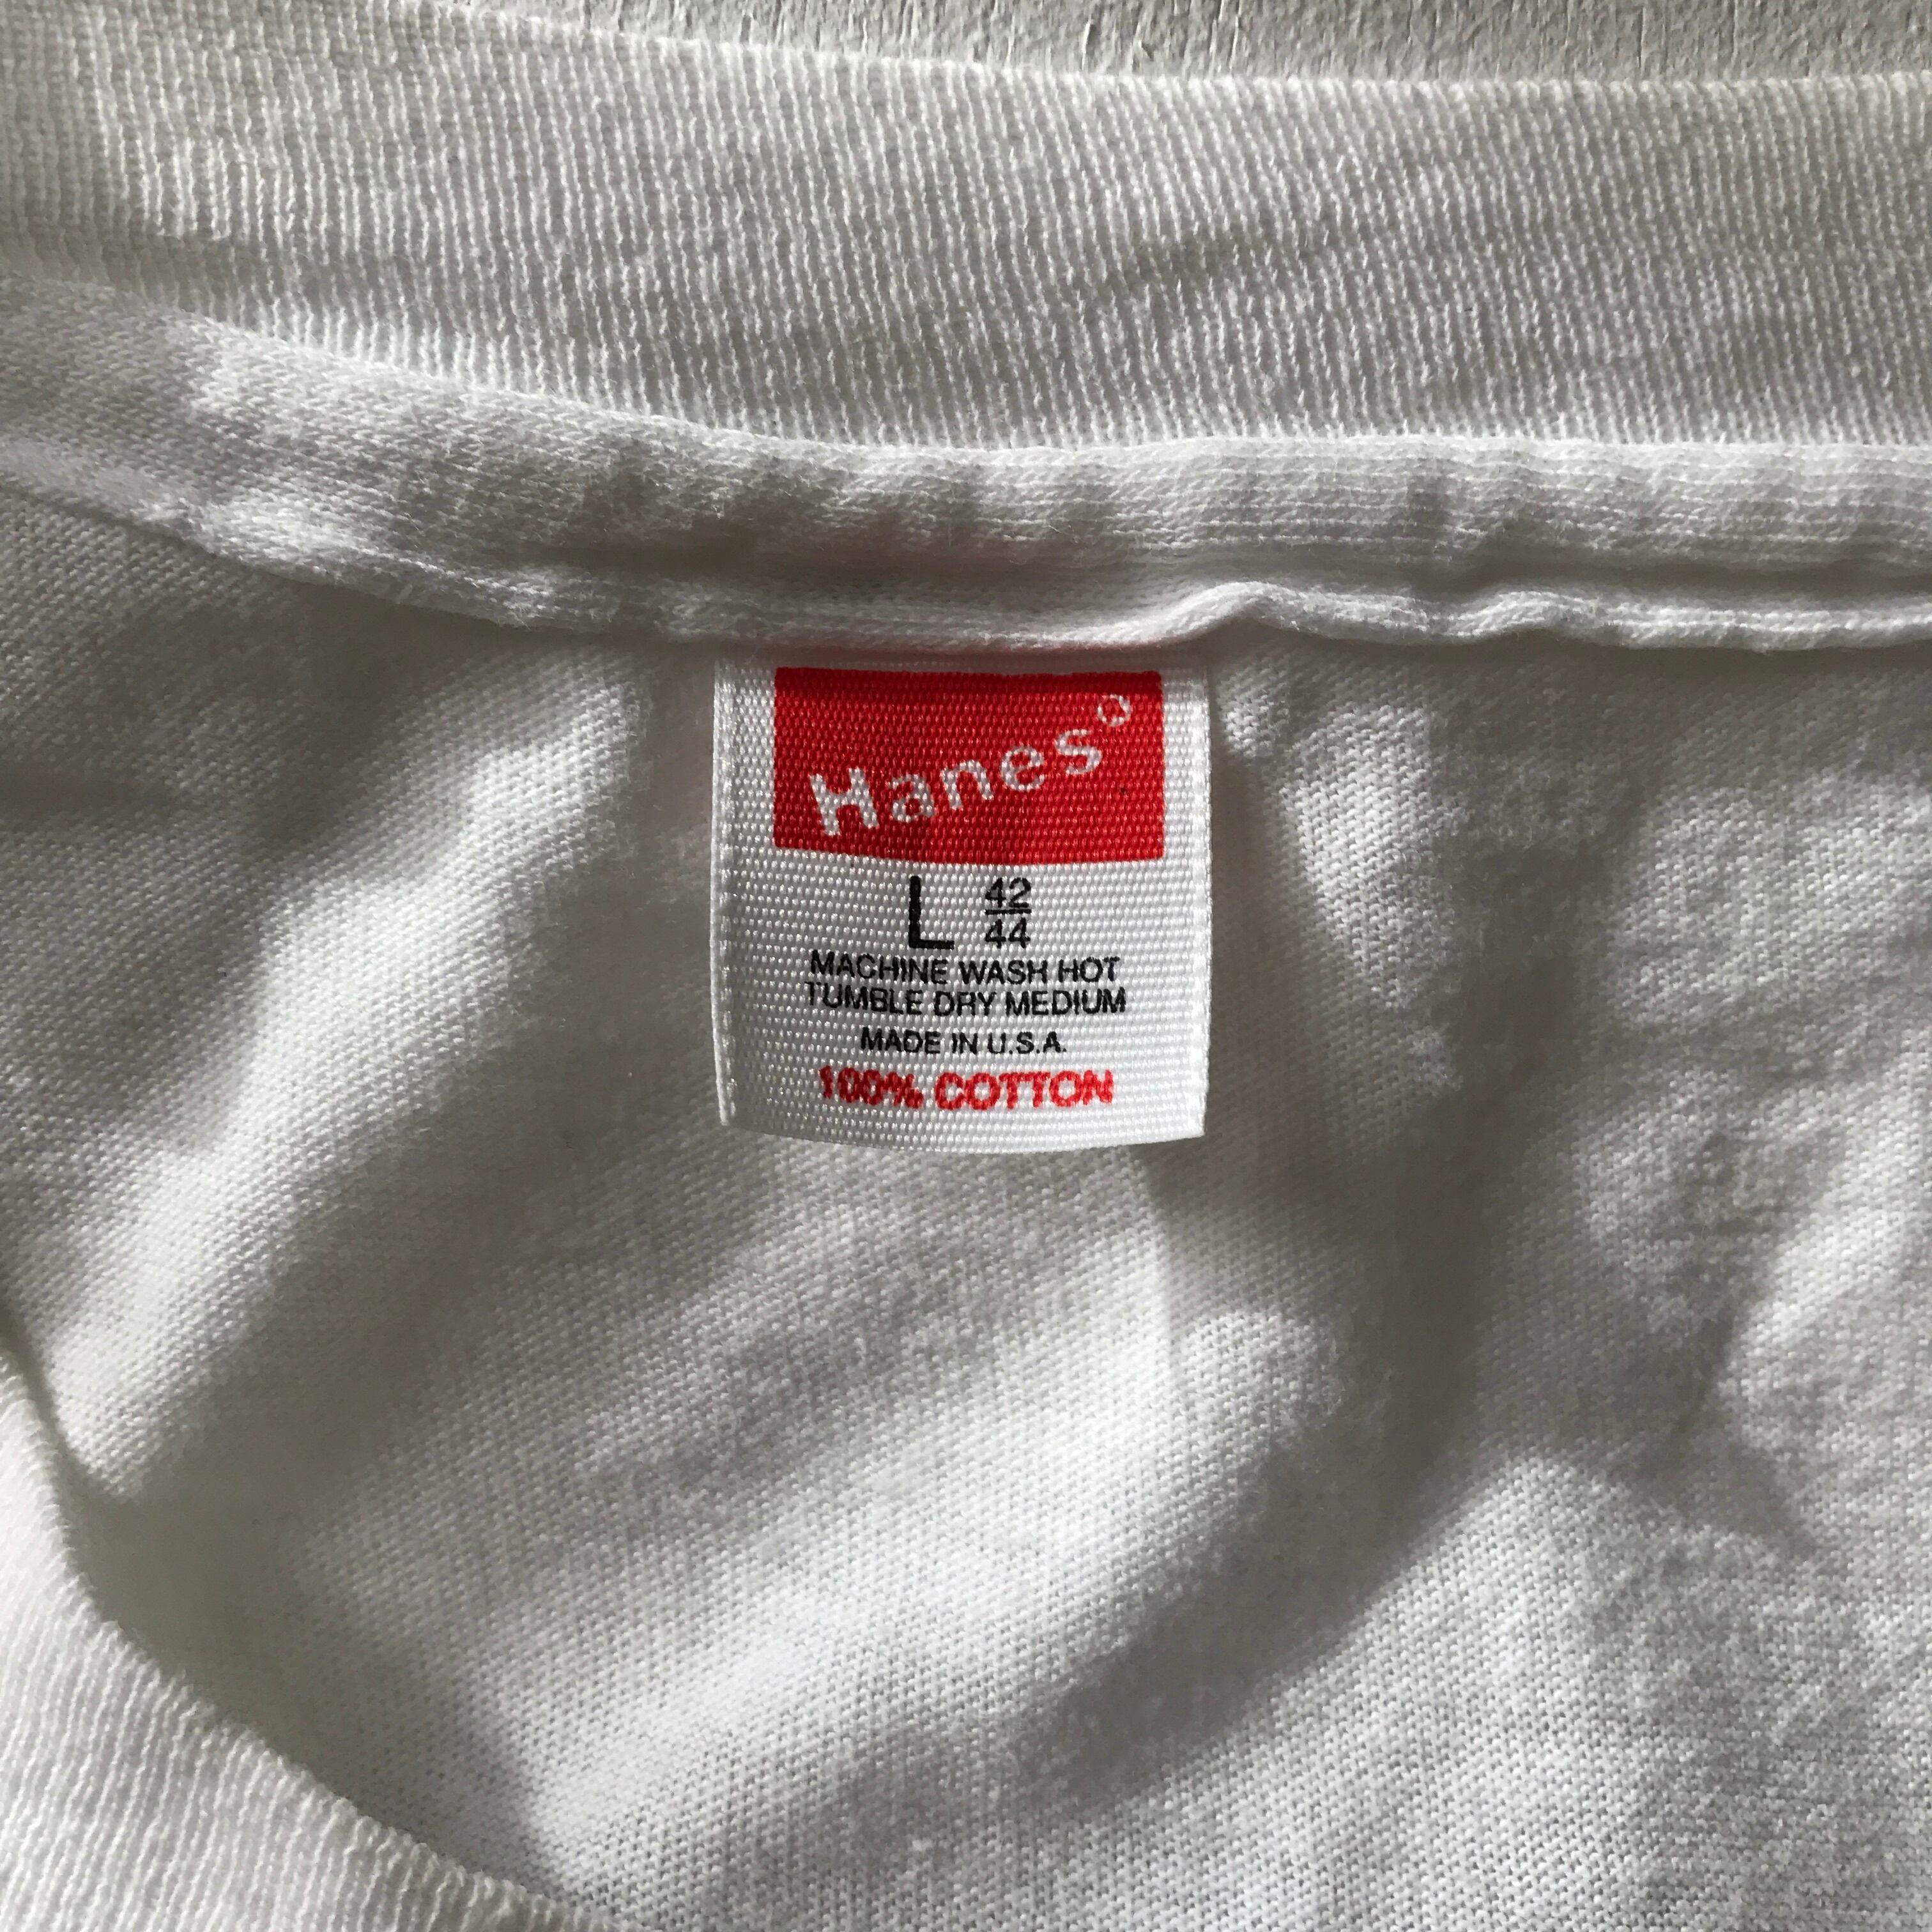 Hanes
L 42/44
MACHINE WASH HOT
TUMBLE DRY MEDIUM
MADE IN U.S.A.
100% COTTON